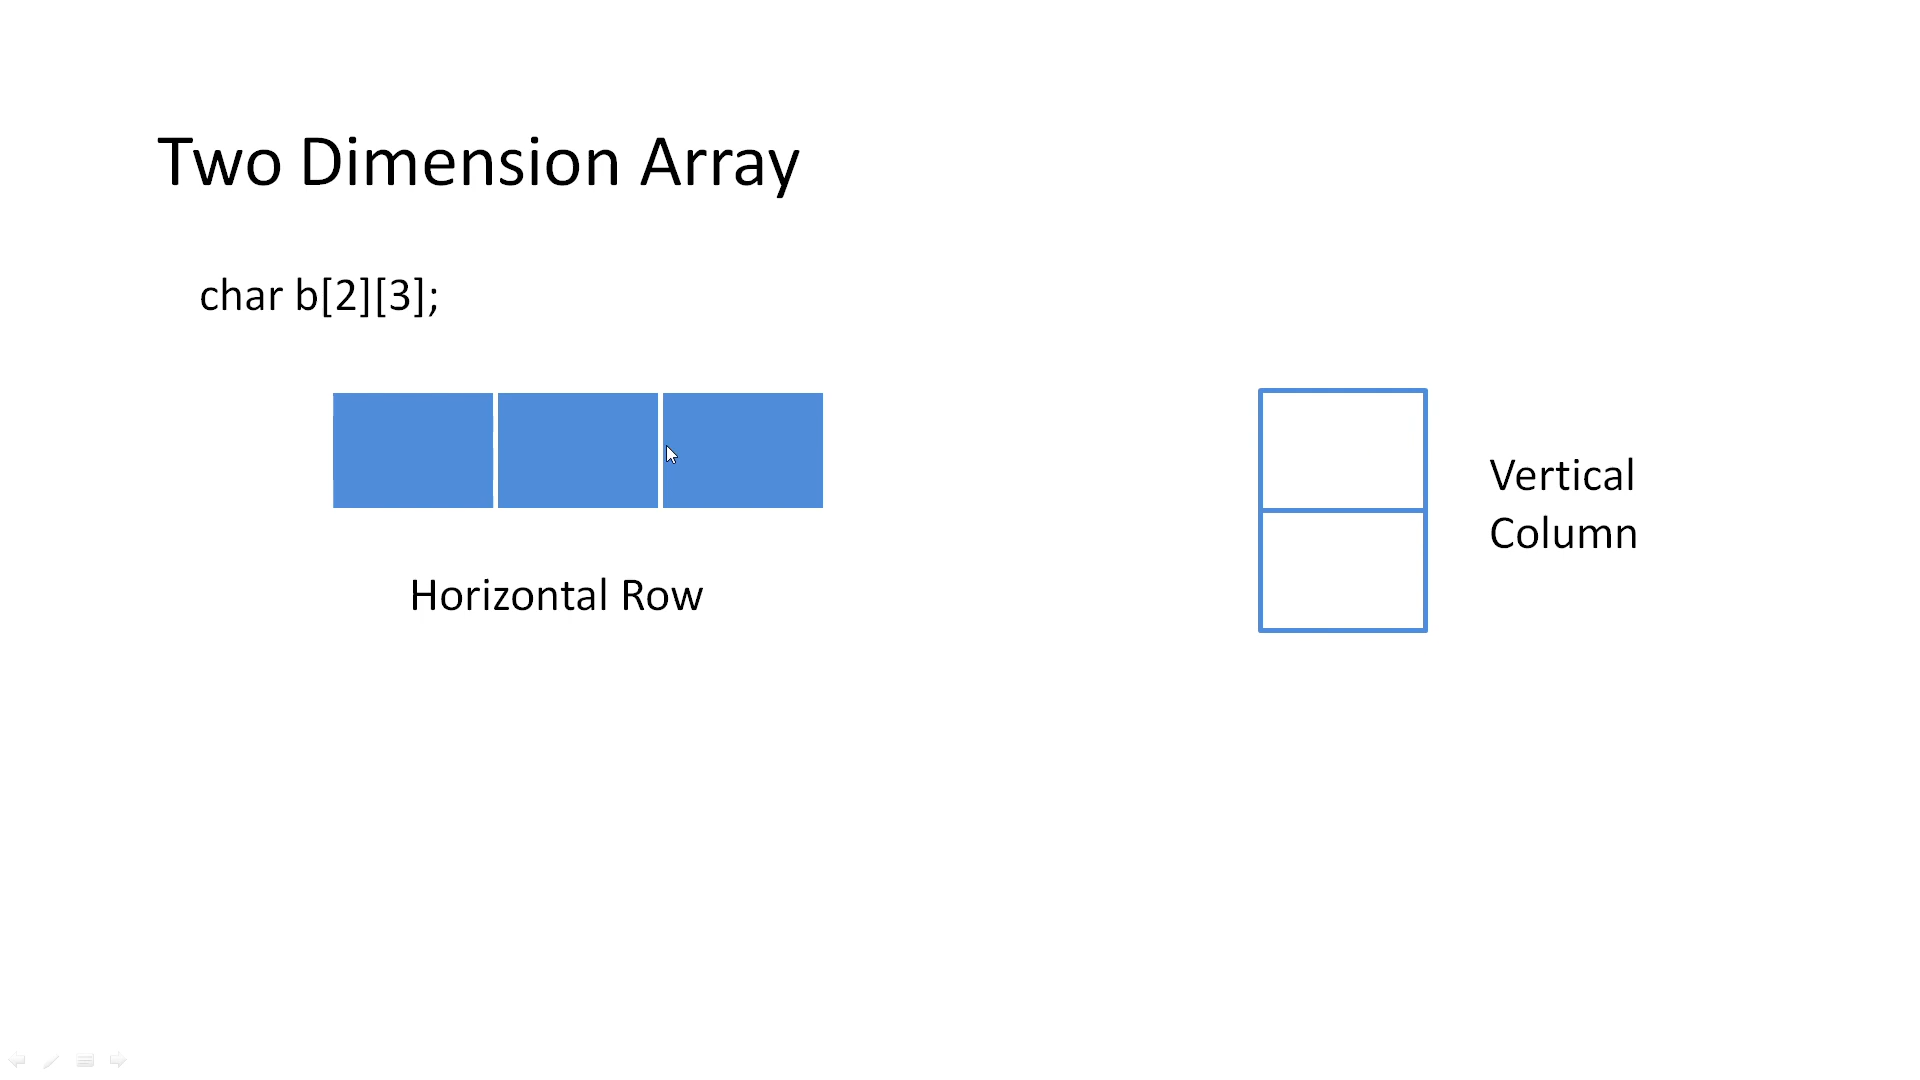 Two Dimension Array
char b[2][3];
Horizontal Row
Vertical
Column